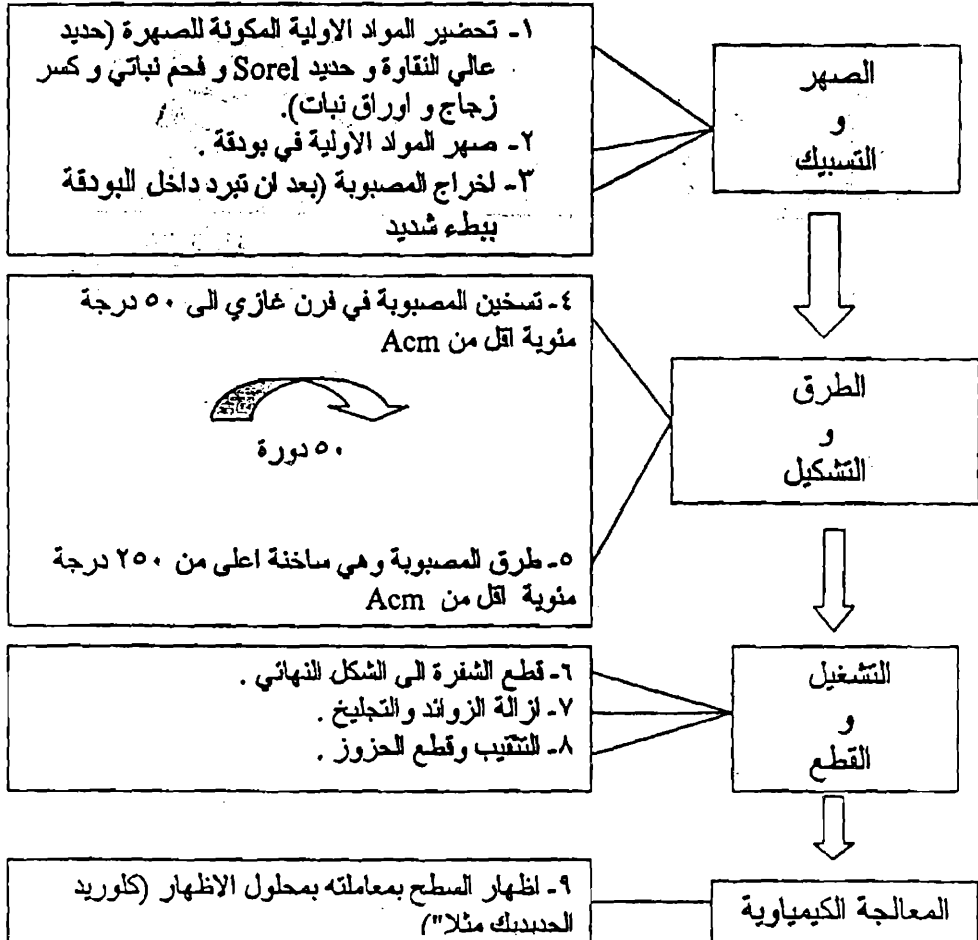 الصهر
و
التسبيك
١- تحضير المواد الاولية المكونة للصهرة (حديد
عالي النقاوة و حديد Sorel و فحم نباتي و كسر
زجاج و اوراق نبات).
٢- صهر المواد الاولية في بودقة .
٣- اخراج المصبوبة (بعد ان تبرد داخل البودقة
ببطء شديد
الطرق
و
التشكيل
٤- تسخين المصبوبة في فرن غازي الى ٥٠ درجة
مئوية اقل من Acm
٥٠ دورة
٥- طرق المصبوبة وهي ساخنة اعلى من ٢٥٠ درجة
مئوية اقل من Acm
التشغيل
و
القطع
٦- قطع الشفرة الى الشكل النهائي .
٧- ازالة الزوائد والتجليخ .
٨- التثقيب وقطع الحزوز .
المعالجة الكيمياوية
٩- اظهار السطح بمعاملته بمحلول الاظهار (كلوريد
الحديديك مثلا")